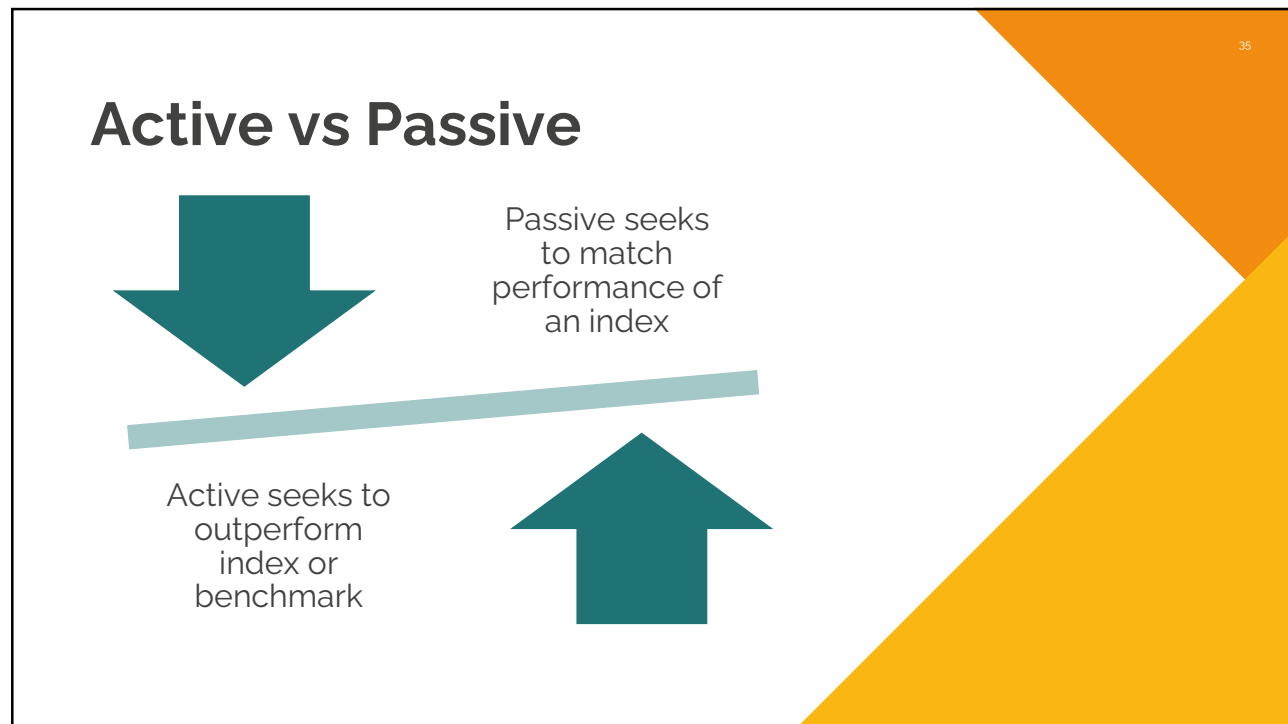 35
Active vs Passive
Passive seeks
to match
performance of
an index
Active seeks to
outperform
index or
benchmark